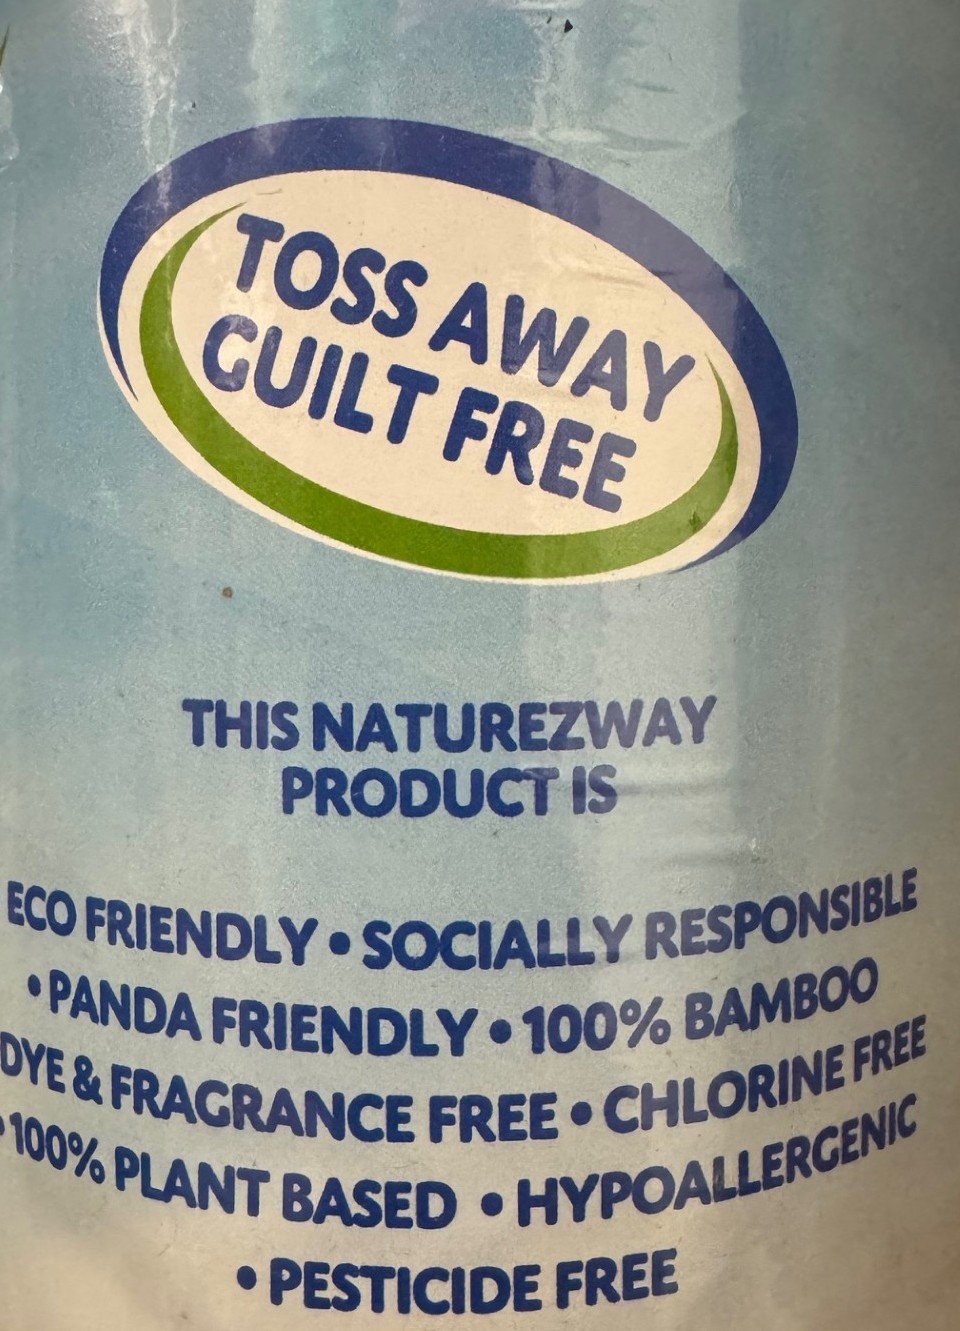 TOSS AWAY
GUILT FREE
THIS NATUREZWAY
PRODUCT IS
ECO FRIENDLY • SOCIALLY RESPONSIBLE
• PANDA FRIENDLY • 100% BAMBOO
DYE & FRAGRANCE FREE • CHLORINE FREE
• 100% PLANT BASED • HYPOALLERGENIC
• PESTICIDE FREE